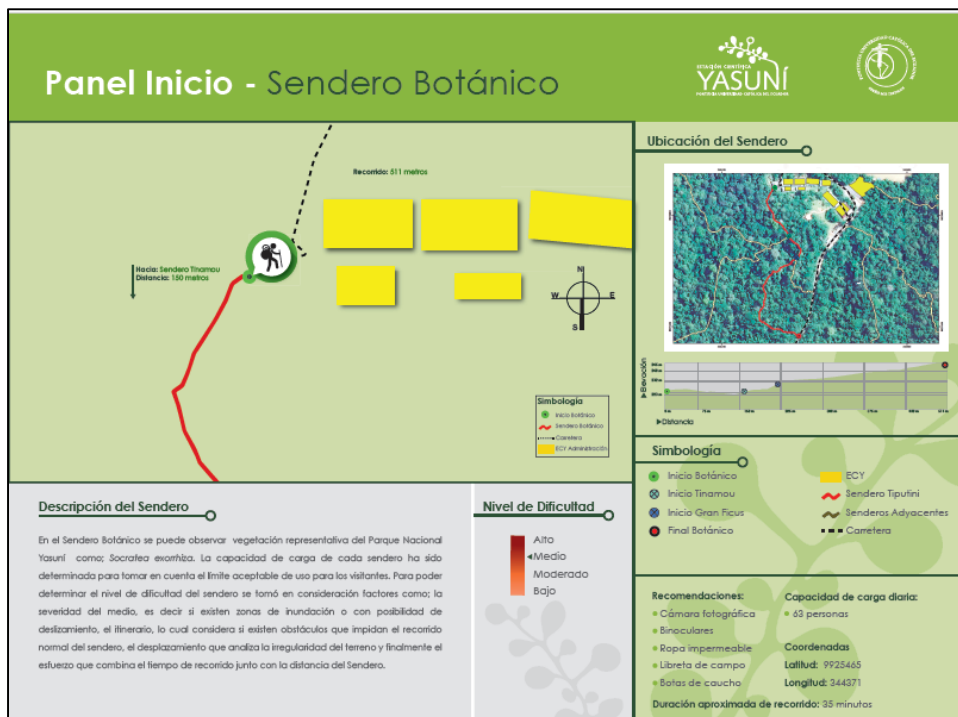 Panel Inicio - Sendero Botánico
ESTACIÓN CIENTÍFICA
YASUNÍ
PONTIFICIA UNIVERSIDAD CATÓLICA DEL ECUADOR
Recorrido: 511 metros
Hacia: Sendero Tinamou
Distancia: 150 metros
N
W
E
S
Simbología
Inicio Botánico
Sendero Botánico
Carretera
ECY Administración
Ubicación del Sendero
Elevación
Distancia
Simbología
Inicio Botánico
Inicio Tinamou
Inicio Gran Ficus
Final Botánico
ECY
Sendero Tiputini
Senderos Adyacentes
Carretera
Descripción del Sendero
En el Sendero Botánico se puede observar vegetación representativa del Parque Nacional
Yasuní como; Socratea exorrhiza. La capacidad de carga de cada sendero ha sido
determinada para tomar en cuenta el límite aceptable de uso para los visitantes. Para poder
determinar el nivel de dificultad del sendero se tomó en consideración factores como; la
severidad del medio, es decir si existen zonas de inundación o con posibilidad de
deslizamiento, el itinerario, lo cual considera si existen obstáculos que impidan el recorrido
normal del sendero, el desplazamiento que analiza la irregularidad del terreno y finalmente el
esfuerzo que combina el tiempo de recorrido junto con la distancia del Sendero.
Nivel de Dificultad
Alto
Medio
Moderado
Bajo
Recomendaciones:
Cámara fotográfica
Binoculares
Ropa impermeable
Libreta de campo
Botas de caucho
Capacidad de carga diaria:
63 personas
Coordenadas
Latitud: 9925465
Longitud: 344371
Duración aproximada de recorrido: 35 minutos